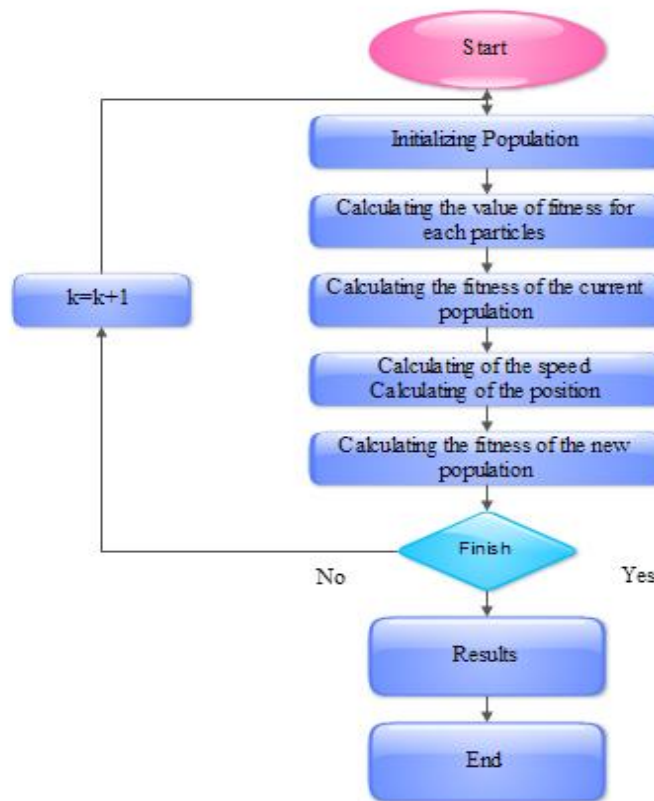 Start
Initializing Population
Calculating the value of fitness for
each particles
Calculating the fitness of the current
population
k=k+1
Calculating of the speed
Calculating of the position
Calculating the fitness of the new
population
Finish
No
Yes
Results
End